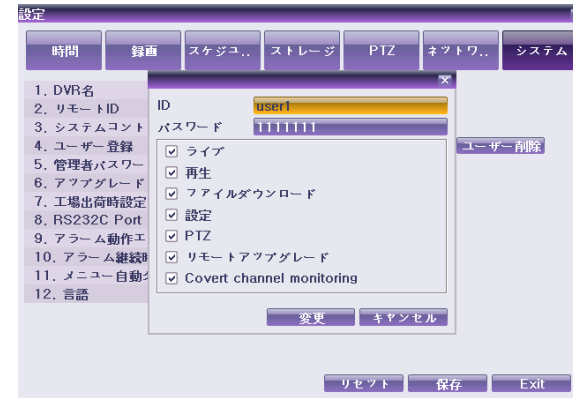 設定
時間 録画 スケジュ.. ストレージ PTZ ネットワ.. システム
1. DVR名
2. リモートID
3. システムコント
4. ユーザー登録
5. 管理者パスワー
6. アップグレード
7. 工場出荷時設定
8. RS232C Port
9. アラーム動作エ
10. アラーム継続時
11. メニュー自動
12. 言語
ID user1
パスワード 1111111
ライブ
再生
ファイルダウンロード
設定
PTZ
リモートアップグレード
Covert channel monitoring
変更 キャンセル
ユーザー削除
リセット 保存 Exit